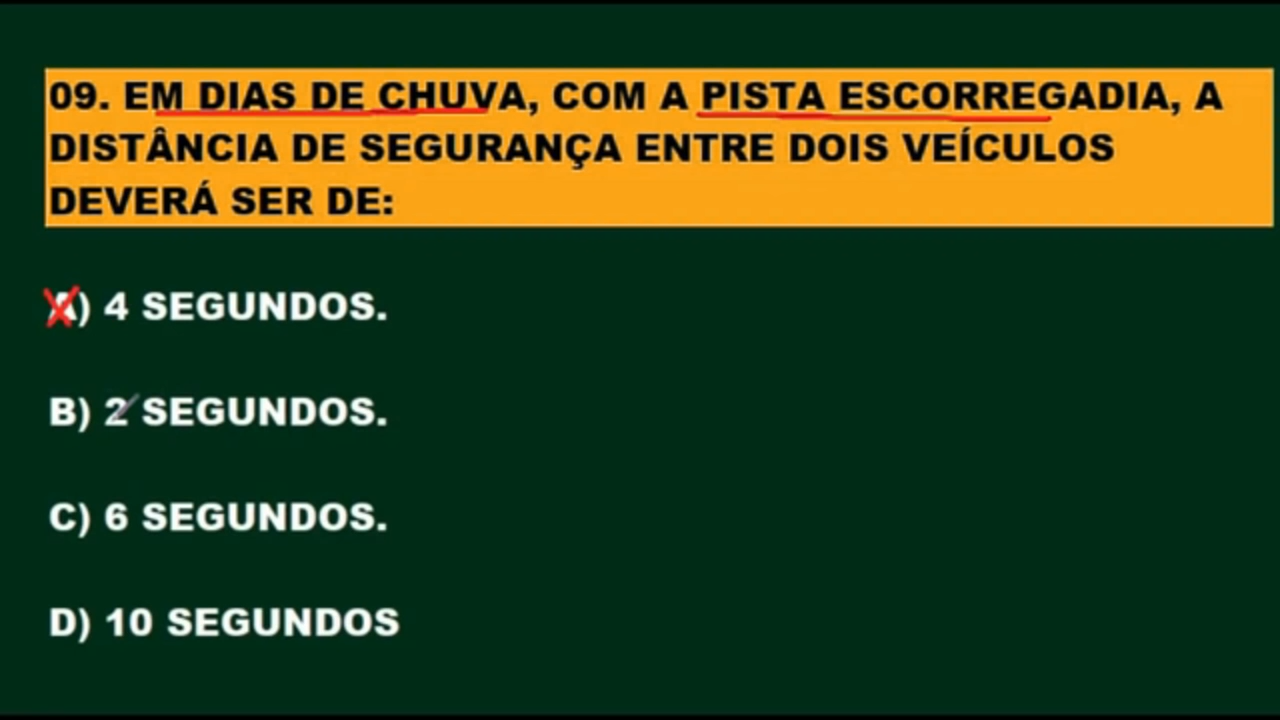 09. EM DIAS DE CHUVA, COM A PISTA ESCORREGADIA, A
DISTÂNCIA DE SEGURANÇA ENTRE DOIS VEÍCULOS
DEVERÁ SER DE:
A) 4 SEGUNDOS.
B) 2 SEGUNDOS.
C) 6 SEGUNDOS.
D) 10 SEGUNDOS